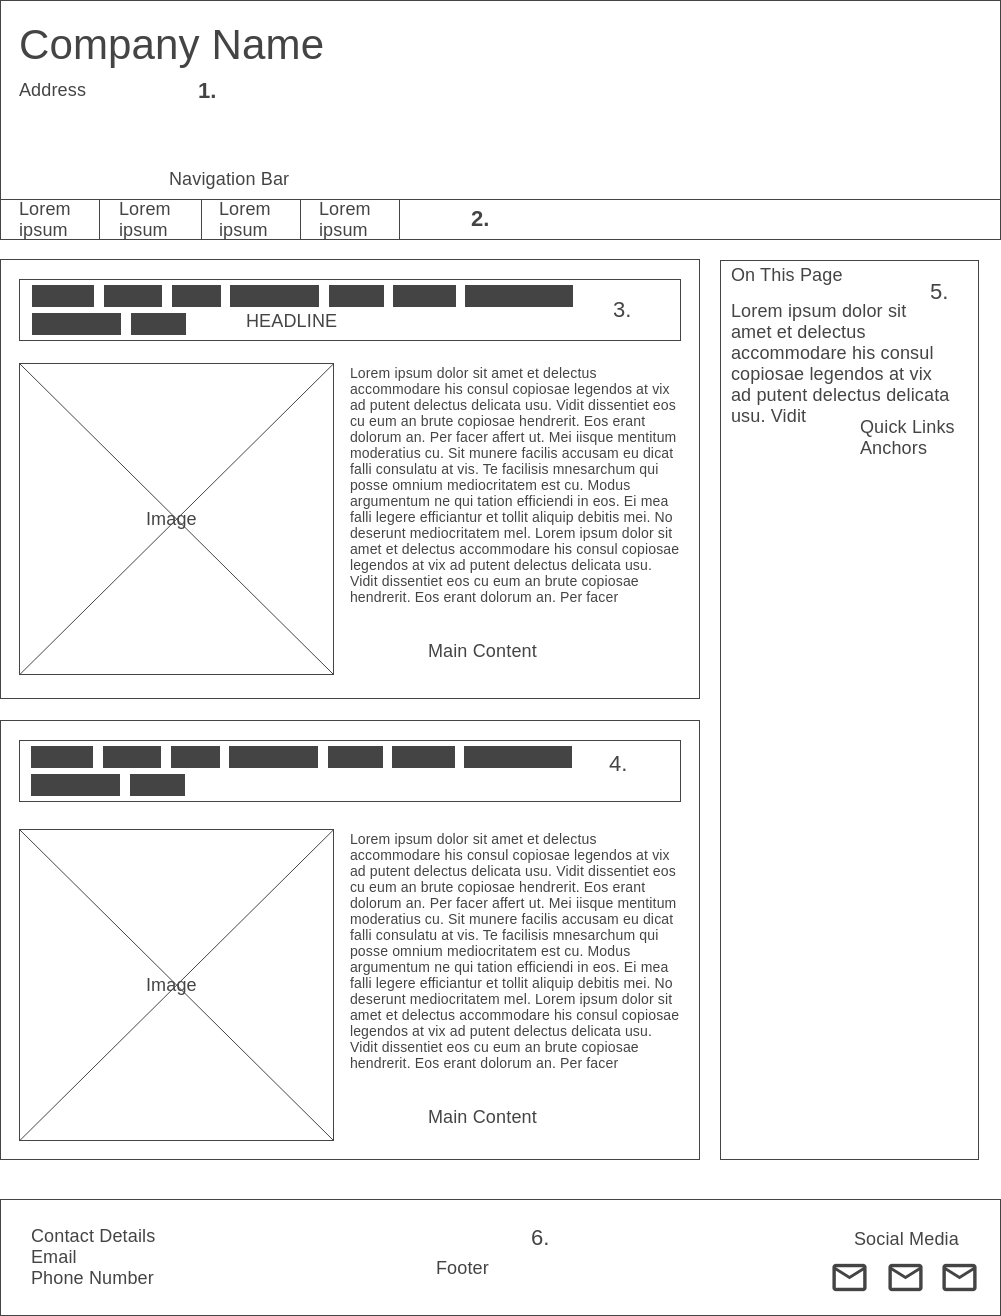 Company Name
Address
1.
Navigation Bar
Lorem
ipsum
Lorem
ipsum
Lorem
ipsum
Lorem
ipsum
2.
3.
HEADLINE
Image
Lorem ipsum dolor sit amet et delectus
accommodare his consul copiosae legendos at vix
ad putent delectus delicata usu. Vidit dissentiet eos
cu eum an brute copiosae hendrerit. Eos erant
dolorum an. Per facer affert ut. Mei iisque mentitum
moderatius cu. Sit munere facilis accusam eu dicat
falli consulatu at vis. Te facilisis mnesarchum qui
posse omnium mediocritatem est cu. Modus
argumentum ne qui tation efficiendi in eos. Ei mea
falli legere efficiantur et tollit aliquip debitis mei. No
deserunt mediocritatem mel. Lorem ipsum dolor sit
amet et delectus accommodare his consul copiosae
legendos at vix ad putent delectus delicata usu.
Vidit dissentiet eos cu eum an brute copiosae
hendrerit. Eos erant dolorum an. Per facer
Main Content
4.
Image
Lorem ipsum dolor sit amet et delectus
accommodare his consul copiosae legendos at vix
ad putent delectus delicata usu. Vidit dissentiet eos
cu eum an brute copiosae hendrerit. Eos erant
dolorum an. Per facer affert ut. Mei iisque mentitum
moderatius cu. Sit munere facilis accusam eu dicat
falli consulatu at vis. Te facilisis mnesarchum qui
posse omnium mediocritatem est cu. Modus
argumentum ne qui tation efficiendi in eos. Ei mea
falli legere efficiantur et tollit aliquip debitis mei. No
deserunt mediocritatem mel. Lorem ipsum dolor sit
amet et delectus accommodare his consul copiosae
legendos at vix ad putent delectus delicata usu.
Vidit dissentiet eos cu eum an brute copiosae
hendrerit. Eos erant dolorum an. Per facer
Main Content
On This Page
5.
Lorem ipsum dolor sit
amet et delectus
accommodare his consul
copiosae legendos at vix
ad putent delectus delicata
usu. Vidit
Quick Links
Anchors
Contact Details
Email
Phone Number
6.
Footer
Social Media